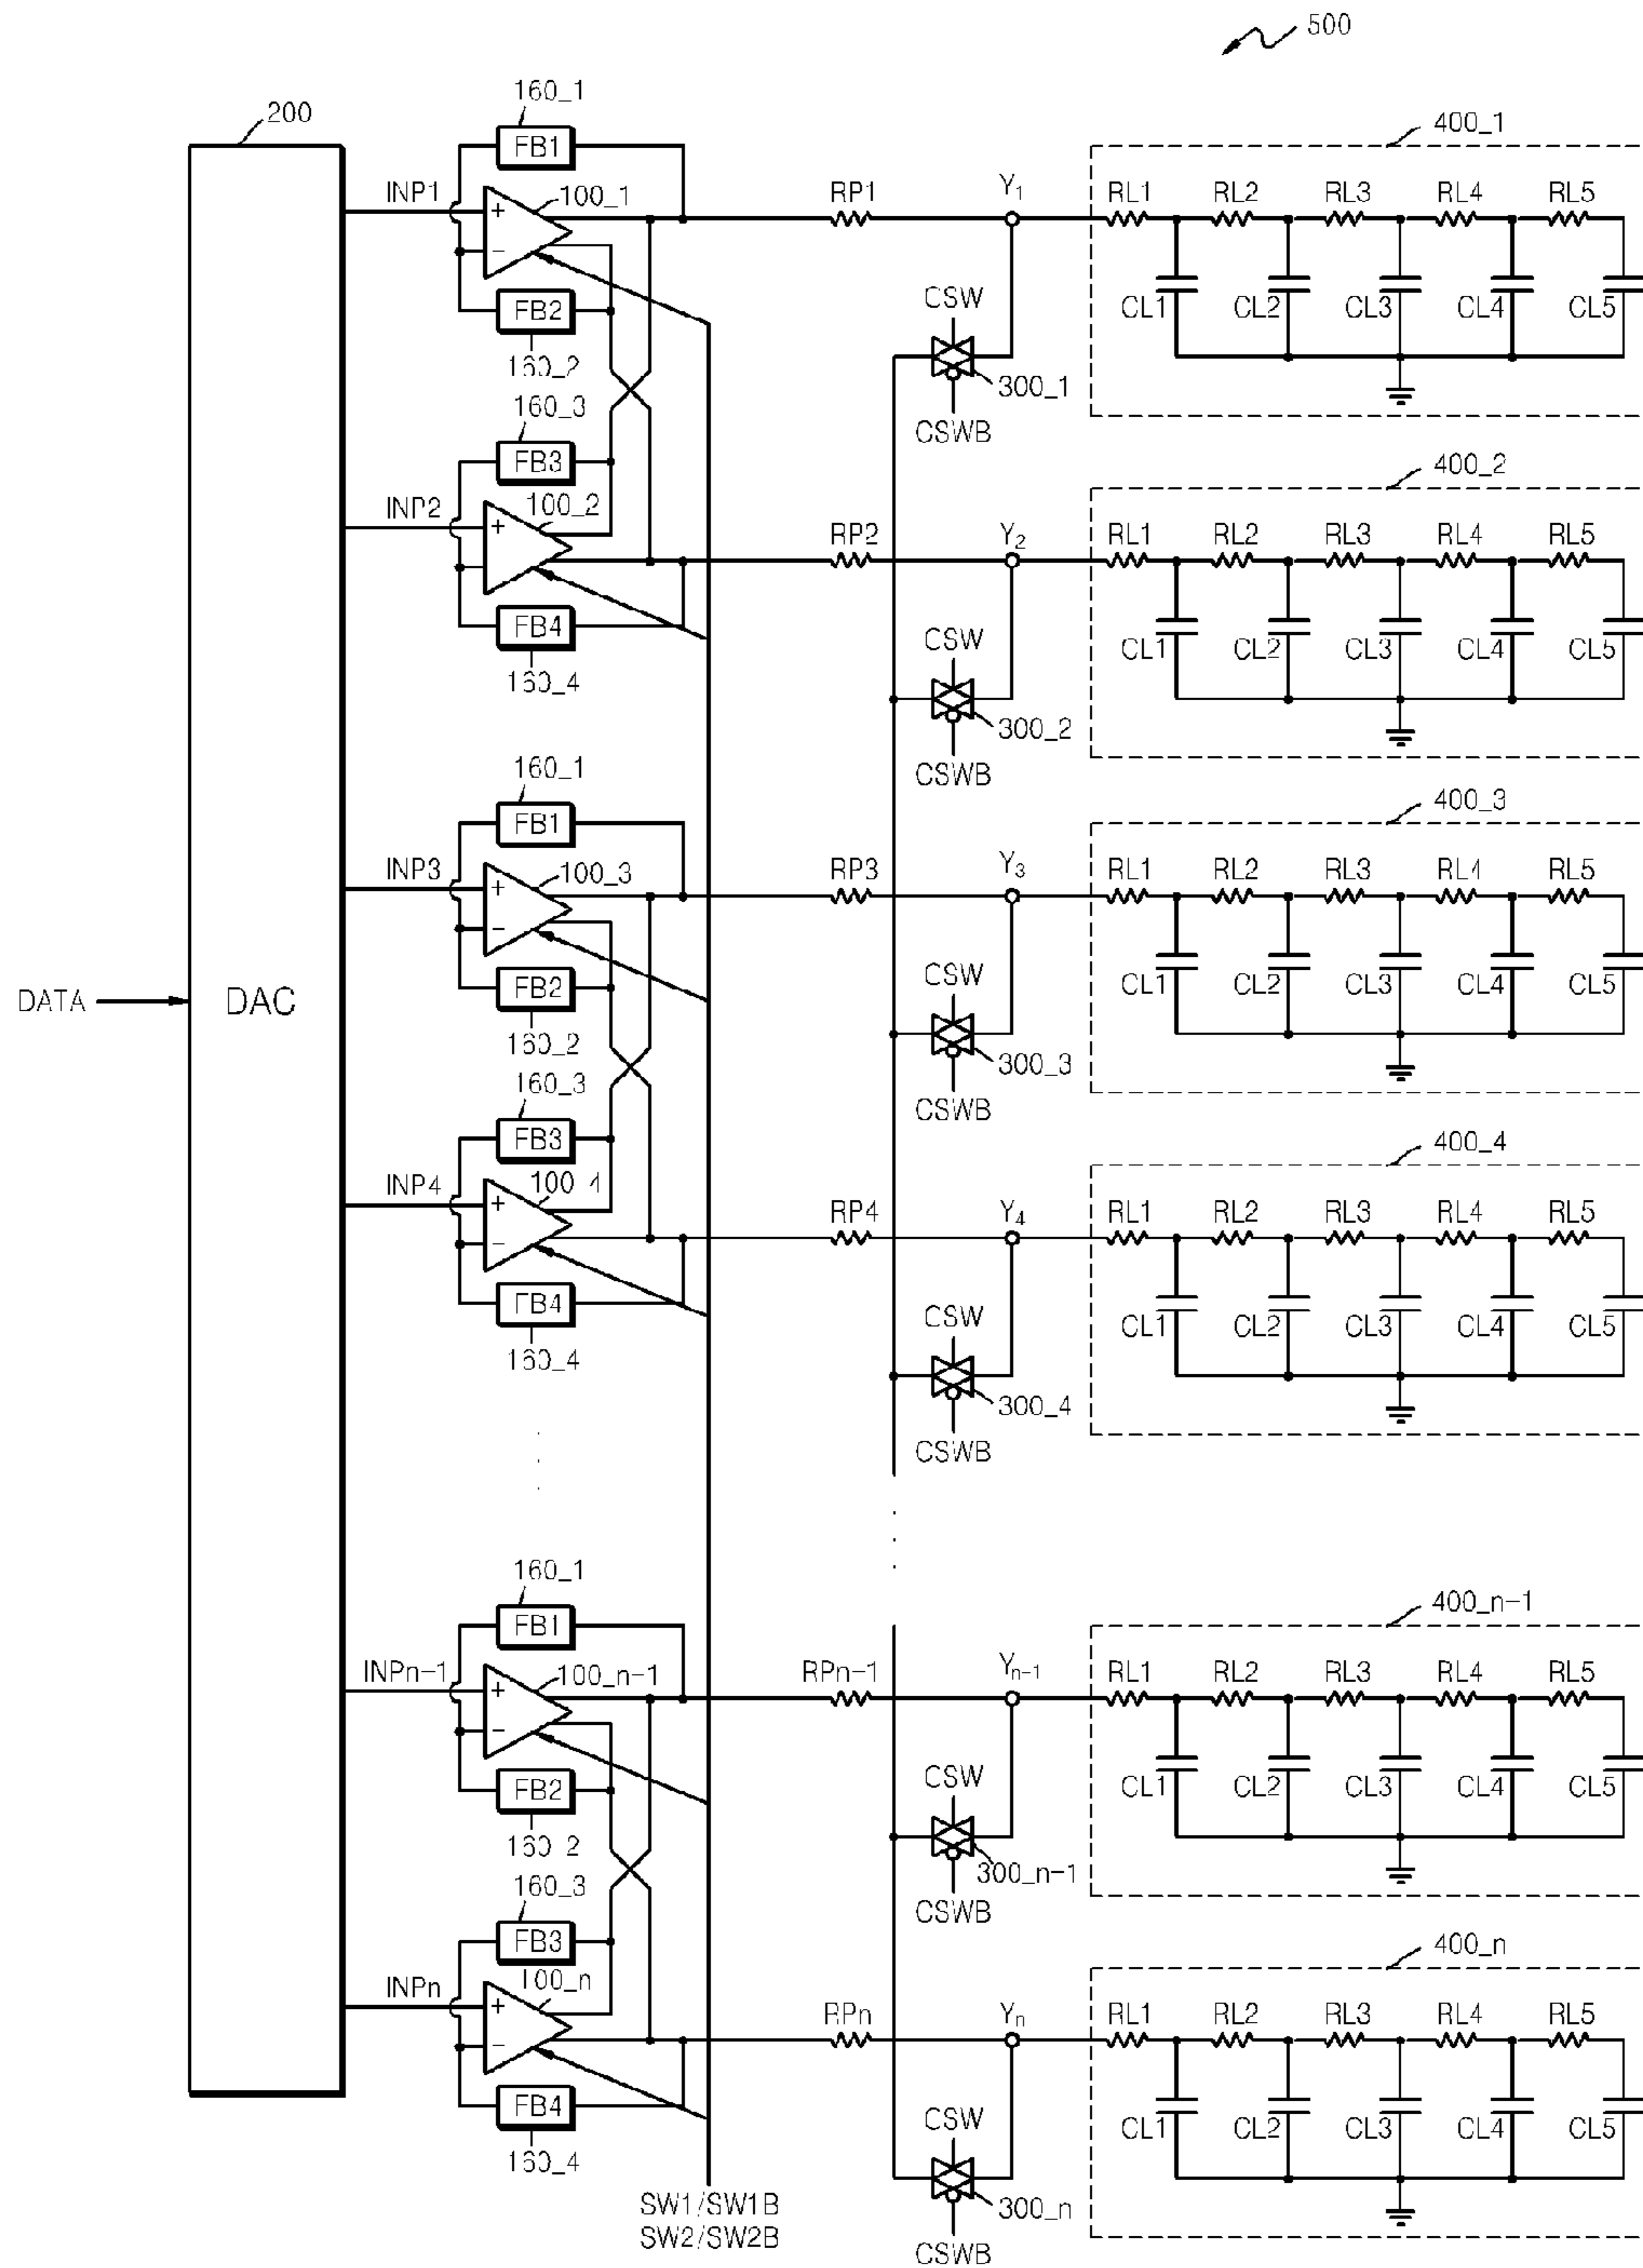 500
200
160_1
FB1
400_1
INP1
100_1
RP1
Y1
RL1 RL2 RL3 RL4 RL5
FB2
160_2
CSW
CL1 CL2 CL3 CL4 CL5
300_1
CSWB
160_3
FB3
400_2
INP2
100_2
RP2
Y2
RL1 RL2 RL3 RL4 RL5
FB4
160_4
CSW
CL1 CL2 CL3 CL4 CL5
300_2
CSWB
160_1
FB1
400_3
INP3
100_3
RP3
Y3
RL1 RL2 RL3 RL4 RL5
DATA
DAC
FB2
160_2
CSW
CL1 CL2 CL3 CL4 CL5
300_3
CSWB
160_3
FB3
400_4
INP4
100_4
RP4
Y4
RL1 RL2 RL3 RL4 RL5
FB4
160_4
CSW
CL1 CL2 CL3 CL4 CL5
300_4
CSWB
160_1
FB1
400_n-1
INPn-1
100_n-1
RPn-1
Yn-1
RL1 RL2 RL3 RL4 RL5
FB2
160_2
CSW
CL1 CL2 CL3 CL4 CL5
300_n-1
CSWB
160_3
FB3
400_n
INPn
100_n
RPn
Yn
RL1 RL2 RL3 RL4 RL5
FB4
160_4
CSW
CL1 CL2 CL3 CL4 CL5
300_n
CSWB
SW1/SW1B
SW2/SW2B